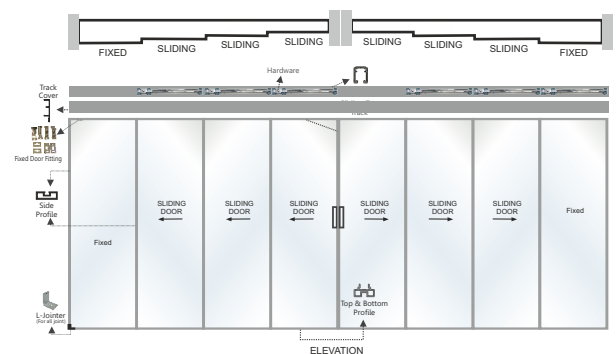 FIXED SLIDING SLIDING SLIDING SLIDING SLIDING SLIDING FIXED
Hardware
Track
Cover
Track
Fixed Door Fitting
Side
Profile
Fixed
SLIDING
DOOR
SLIDING
DOOR
SLIDING
DOOR
SLIDING
DOOR
SLIDING
DOOR
SLIDING
DOOR
Fixed
L-Jointer
(For all joint)
Top & Bottom
Profile
ELEVATION